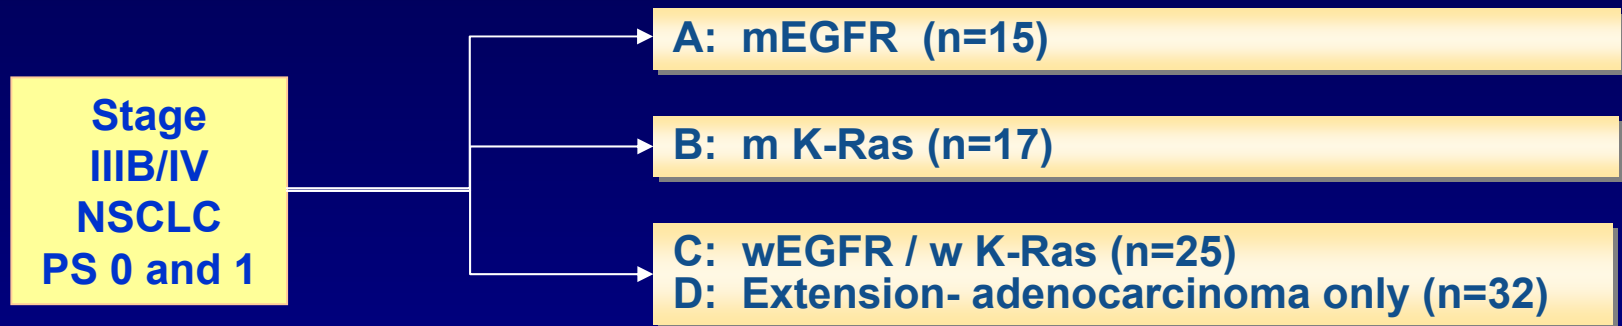 Stage
IIIB/IV
NSCLC
PS 0 and 1
A: mEGFR (n=15)
B: m K-Ras (n=17)
C: wEGFR / w K-Ras (n=25)
D: Extension- adenocarcinoma only (n=32)